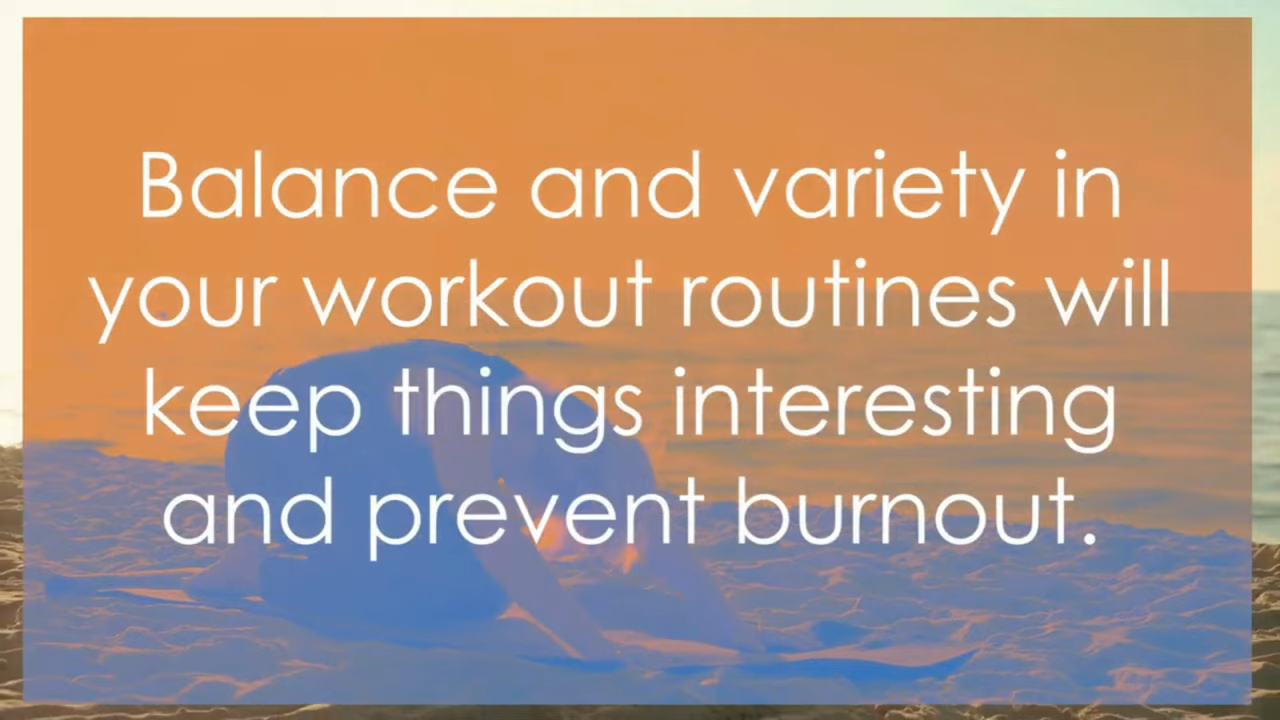 Balance and variety in
your workout routines will
keep things interesting
and prevent burnout.